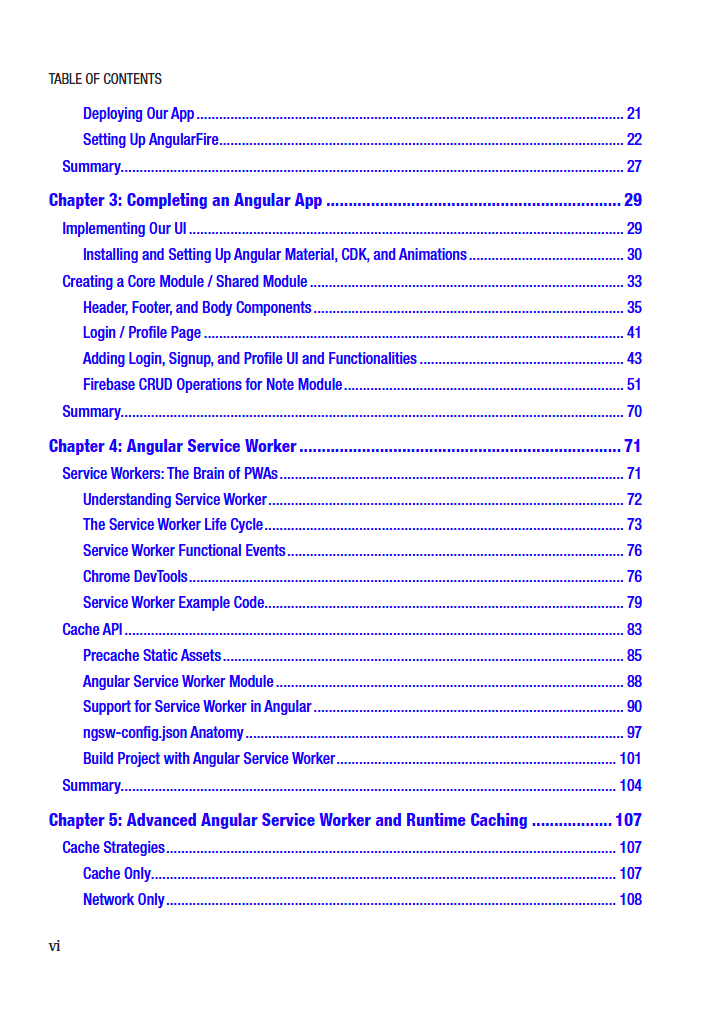 TABLE OF CONTENTS
Deploying Our App ........ 21
Setting Up AngularFire ........ 22
Summary ........ 27
Chapter 3: Completing an Angular App ........ 29
Implementing Our UI ........ 29
Installing and Setting Up Angular Material, CDK, and Animations ........ 30
Creating a Core Module / Shared Module ........ 33
Header, Footer, and Body Components ........ 35
Login / Profile Page ........ 41
Adding Login, Signup, and Profile UI and Functionalities ........ 43
Firebase CRUD Operations for Note Module ........ 51
Summary ........ 70
Chapter 4: Angular Service Worker ........ 71
Service Workers: The Brain of PWAs ........ 71
Understanding Service Worker ........ 72
The Service Worker Life Cycle ........ 73
Service Worker Functional Events ........ 76
Chrome DevTools ........ 76
Service Worker Example Code ........ 79
Cache API ........ 83
Precache Static Assets ........ 85
Angular Service Worker Module ........ 88
Support for Service Worker in Angular ........ 90
ngsw-config.json Anatomy ........ 97
Build Project with Angular Service Worker ........ 101
Summary ........ 104
Chapter 5: Advanced Angular Service Worker and Runtime Caching ........ 107
Cache Strategies ........ 107
Cache Only ........ 107
Network Only ........ 108
vi